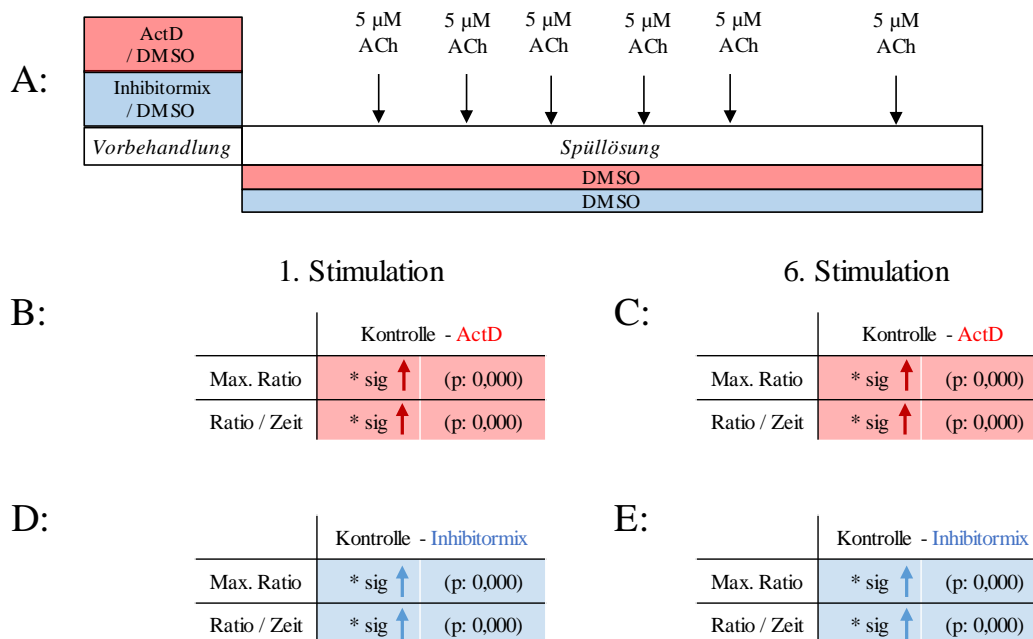 A:
ActD
/ DMSO
Inhibitormix
/ DMSO
5 µM
ACh
5 µM
ACh
5 µM
ACh
5 µM
ACh
5 µM
ACh
5 µM
ACh
Vorbehandlung
Spüllösung
DMSO
DMSO
1. Stimulation
6. Stimulation
B:
Kontrolle - ActD
Max. Ratio * sig (p: 0,000)
Ratio / Zeit * sig (p: 0,000)
C:
Kontrolle - ActD
Max. Ratio * sig (p: 0,000)
Ratio / Zeit * sig (p: 0,000)
D:
Kontrolle - Inhibitormix
Max. Ratio * sig (p: 0,000)
Ratio / Zeit * sig (p: 0,000)
E:
Kontrolle - Inhibitormix
Max. Ratio * sig (p: 0,000)
Ratio / Zeit * sig (p: 0,000)